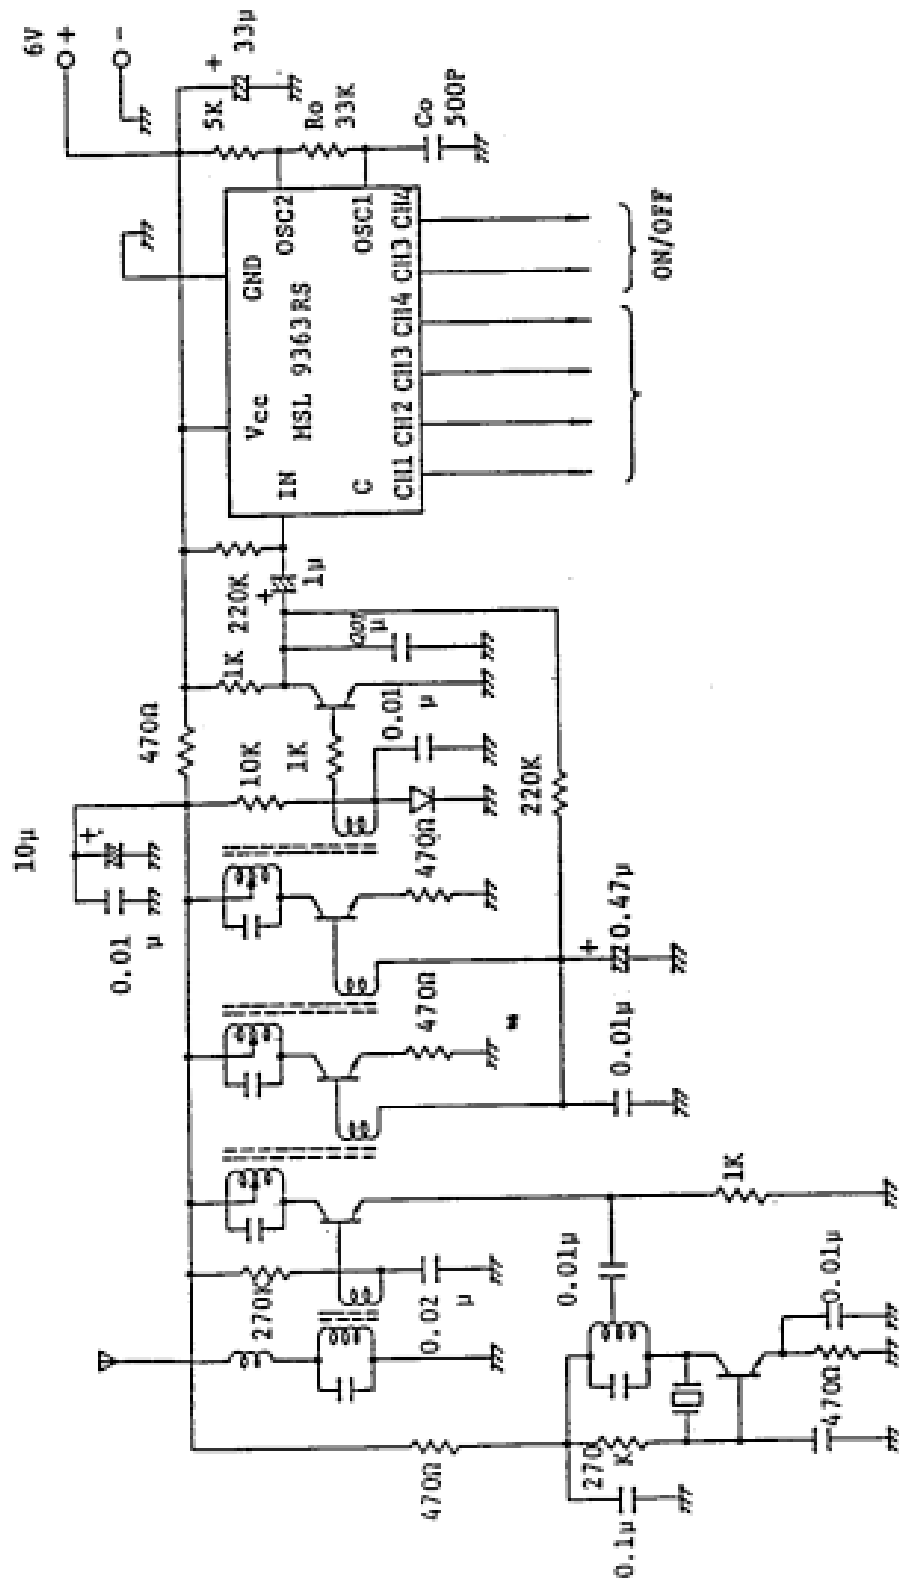 6V
+
-
+
33μ
5K
Ro
33K
Co
500P
GND
OSC2
OSC1
Vcc
MSL 9363RS
IN
C
CH1 CH2 CH3 CH4 CH3 CH4
ON/OFF
220K
+
1μ
1K
μ
470Ω
10K
1K
0.01
μ
10μ
+
0.01
μ
470Ω
220K
470Ω
+
0.47μ
0.01μ
270K
0.02
μ
0.01μ
1K
470Ω
270
K
0.1μ
470Ω
0.01μ